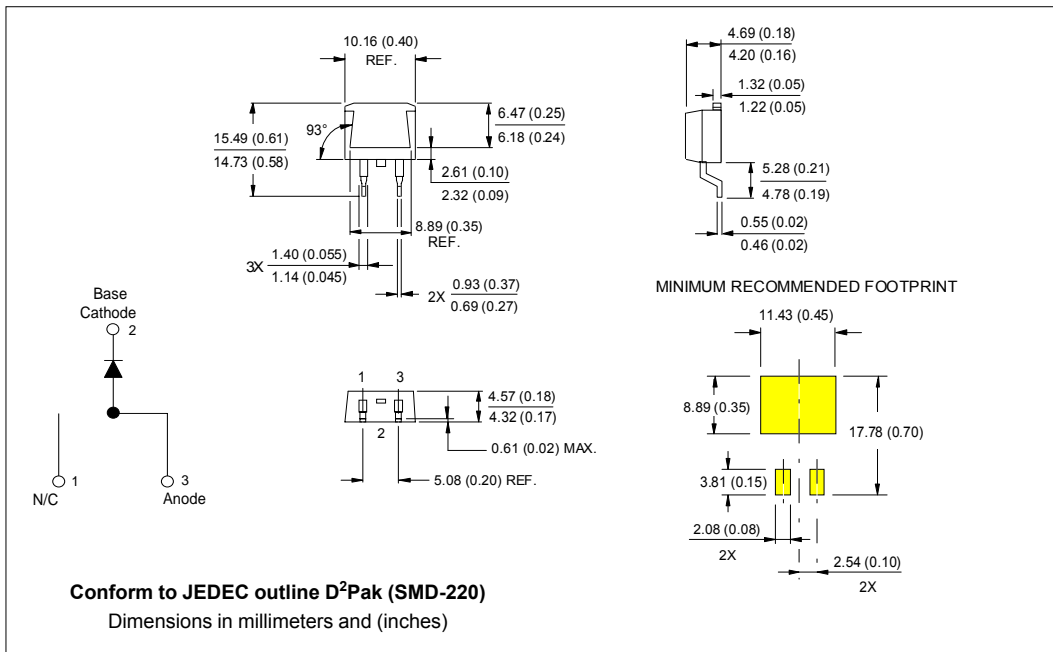 10.16 (0.40)
REF.
15.49 (0.61)
14.73 (0.58)
93°
6.47 (0.25)
6.18 (0.24)
2.61 (0.10)
2.32 (0.09)
8.89 (0.35)
REF.
3X 1.40 (0.055)
1.14 (0.045)
2X 0.93 (0.37)
0.69 (0.27)
4.69 (0.18)
4.20 (0.16)
1.32 (0.05)
1.22 (0.05)
5.28 (0.21)
4.78 (0.19)
0.55 (0.02)
0.46 (0.02)
Base
Cathode
2
1
N/C
3
Anode
1 3
2
4.57 (0.18)
4.32 (0.17)
0.61 (0.02) MAX.
5.08 (0.20) REF.
MINIMUM RECOMMENDED FOOTPRINT
11.43 (0.45)
8.89 (0.35)
17.78 (0.70)
3.81 (0.15)
2.08 (0.08)
2X
2.54 (0.10)
2X
Conform to JEDEC outline D²Pak (SMD-220)
Dimensions in millimeters and (inches)